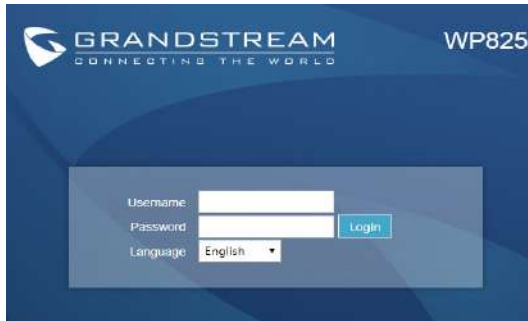 GRANDSTREAM
CONNECTING THE WORLD
WP825
Username
Password
Login
Language
English